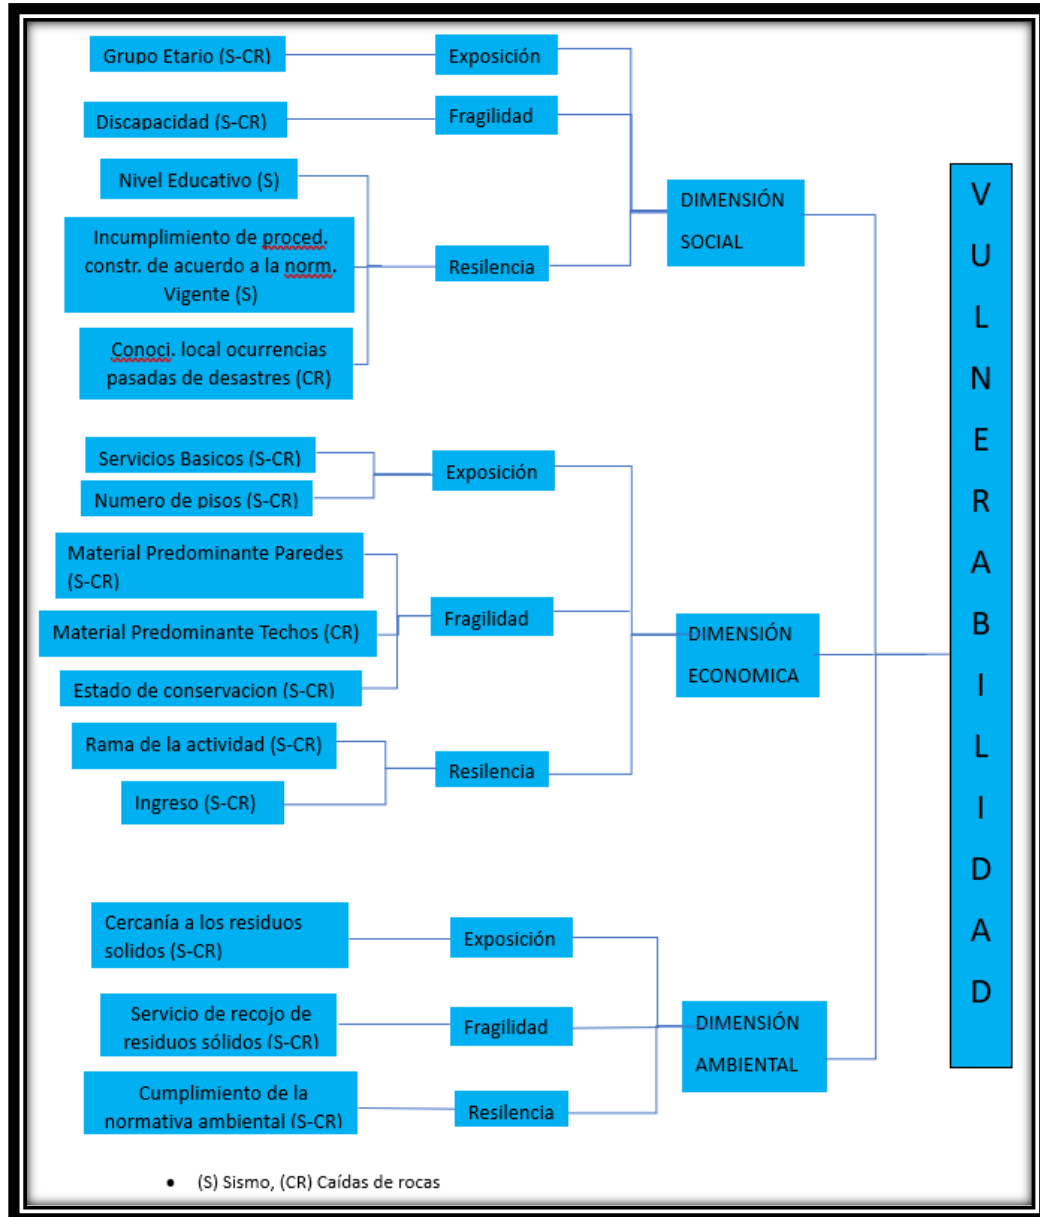 Grupo Etario (S-CR)
Exposición
Discapacidad (S-CR)
Fragilidad
Nivel Educativo (S)
Incumplimiento de proced.
constr. de acuerdo a la norm.
Vigente (S)
Resilencia
Conoci. local ocurrencias
pasadas de desastres (CR)
DIMENSIÓN
SOCIAL
Servicios Basicos (S-CR)
Numero de pisos (S-CR)
Exposición
Material Predominante Paredes
(S-CR)
Material Predominante Techos (CR)
Estado de conservacion (S-CR)
Fragilidad
Rama de la actividad (S-CR)
Ingreso (S-CR)
Resilencia
DIMENSIÓN
ECONOMICA
Cercanía a los residuos
solidos (S-CR)
Exposición
Servicio de recojo de
residuos sólidos (S-CR)
Fragilidad
Cumplimiento de la
normativa ambiental (S-CR)
Resilencia
DIMENSIÓN
AMBIENTAL
V
U
L
N
E
R
A
B
I
L
I
D
A
D
• (S) Sismo, (CR) Caídas de rocas